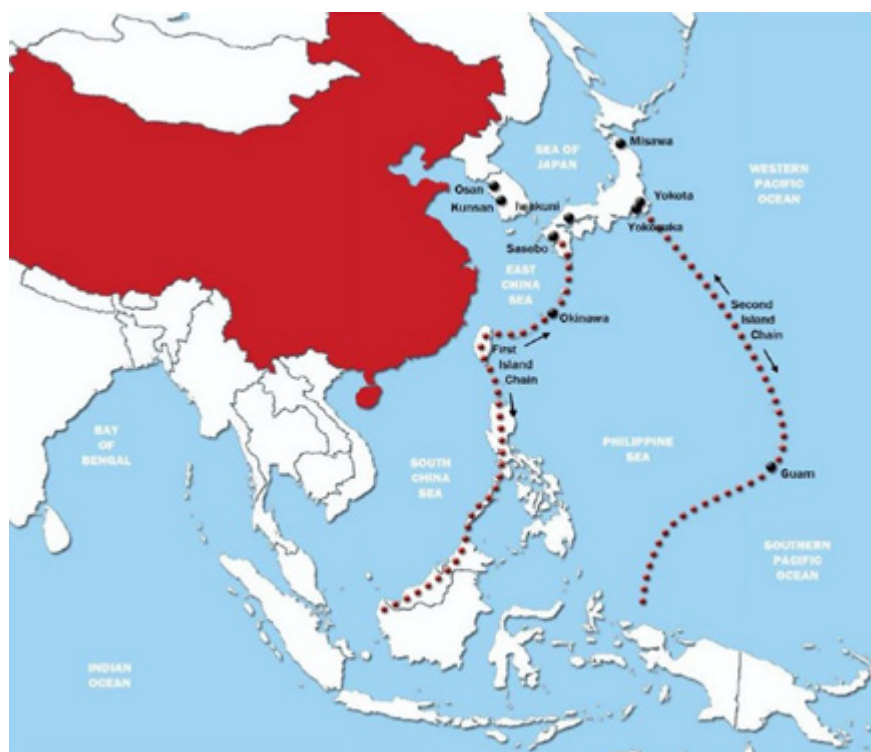 Misawa
SEA OF
JAPAN
WESTERN
PACIFIC
OCEAN
Osan
Kunsan
Iwakuni
Yokota
Yokosuka
Sasebo
EAST
CHINA
SEA
Okinawa
Second
Island
Chain
First
Island
Chain
BAY
OF
BENGAL
SOUTH
CHINA
SEA
PHILIPPINE
SEA
Guam
SOUTHERN
PACIFIC
OCEAN
INDIAN
OCEAN